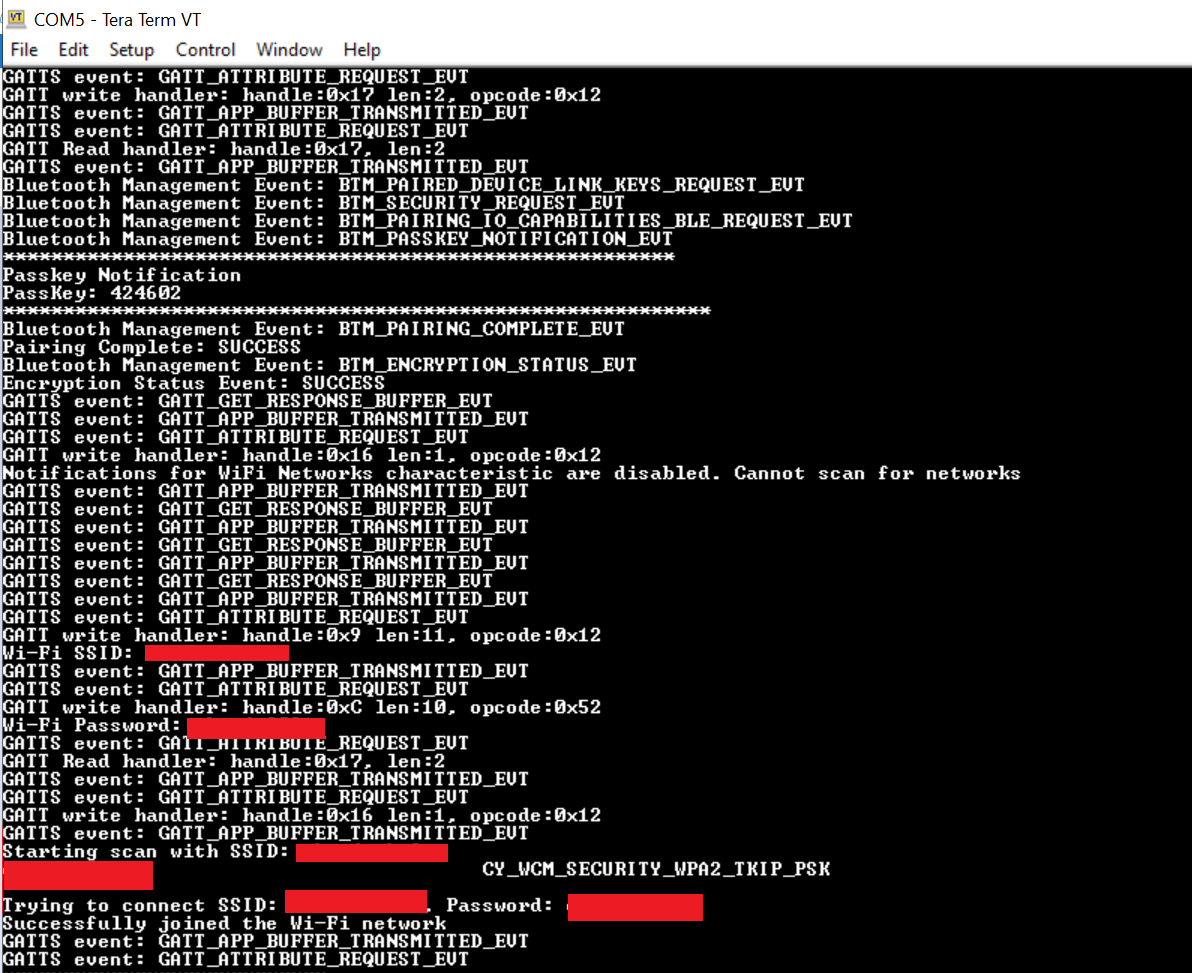 COM5 - Tera Term VT
File Edit Setup Control Window Help
GATTS event: GATT_ATTRIBUTE_REQUEST_EVT
GATT write handler: handle:0x17 len:2, opcode:0x12
GATTS event: GATT_APP_BUFFER_TRANSMITTED_EVT
GATTS event: GATT_ATTRIBUTE_REQUEST_EVT
GATT Read handler: handle:0x17, len:2
GATTS event: GATT_APP_BUFFER_TRANSMITTED_EVT
Bluetooth Management Event: BTM_PAIRED_DEVICE_LINK_KEYS_REQUEST_EVT
Bluetooth Management Event: BTM_SECURITY_REQUEST_EVT
Bluetooth Management Event: BTM_PAIRING_IO_CAPABILITIES_BLE_REQUEST_EVT
Bluetooth Management Event: BTM_PASSKEY_NOTIFICATION_EVT
********************************************************
Passkey Notification
PassKey: 424602
***********************************************************
Bluetooth Management Event: BTM_PAIRING_COMPLETE_EVT
Pairing Complete: SUCCESS
Bluetooth Management Event: BTM_ENCRYPTION_STATUS_EVT
Encryption Status Event: SUCCESS
GATTS event: GATT_GET_RESPONSE_BUFFER_EVT
GATTS event: GATT_APP_BUFFER_TRANSMITTED_EVT
GATTS event: GATT_ATTRIBUTE_REQUEST_EVT
GATT write handler: handle:0x16 len:1, opcode:0x12
Notifications for WiFi Networks characteristic are disabled. Cannot scan for networks
GATTS event: GATT_APP_BUFFER_TRANSMITTED_EVT
GATTS event: GATT_GET_RESPONSE_BUFFER_EVT
GATTS event: GATT_APP_BUFFER_TRANSMITTED_EVT
GATTS event: GATT_GET_RESPONSE_BUFFER_EVT
GATTS event: GATT_APP_BUFFER_TRANSMITTED_EVT
GATTS event: GATT_GET_RESPONSE_BUFFER_EVT
GATTS event: GATT_APP_BUFFER_TRANSMITTED_EVT
GATTS event: GATT_ATTRIBUTE_REQUEST_EVT
GATT write handler: handle:0x9 len:11, opcode:0x12
Wi-Fi SSID:
GATTS event: GATT_APP_BUFFER_TRANSMITTED_EVT
GATTS event: GATT_ATTRIBUTE_REQUEST_EVT
GATT write handler: handle:0xC len:10, opcode:0x52
Wi-Fi Password:
GATTS event: GATT_ATTRIBUTE_REQUEST_EVT
GATT Read handler: handle:0x17, len:2
GATTS event: GATT_APP_BUFFER_TRANSMITTED_EVT
GATTS event: GATT_ATTRIBUTE_REQUEST_EVT
GATT write handler: handle:0x16 len:1, opcode:0x12
GATTS event: GATT_APP_BUFFER_TRANSMITTED_EVT
Starting scan with SSID:
CY_WCM_SECURITY_WPA2_TKIP_PSK
Trying to connect SSID: , Password:
Successfully joined the Wi-Fi network
GATTS event: GATT_APP_BUFFER_TRANSMITTED_EVT
GATTS event: GATT_ATTRIBUTE_REQUEST_EVT